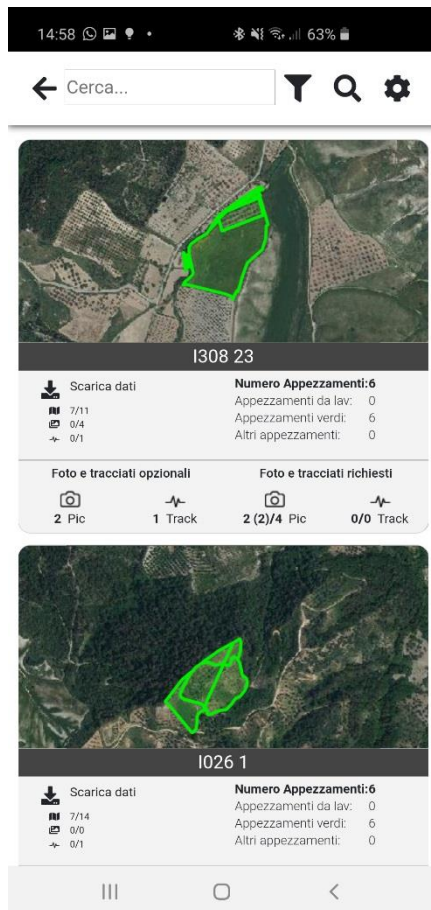 14:58 63%
Cerca...
I308 23
Scarica dati
7/11
0/4
0/1
Numero Appezzamenti:6
Appezzamenti da lav: 0
Appezzamenti verdi: 6
Altri appezzamenti: 0
Foto e tracciati opzionali
2 Pic 1 Track
Foto e tracciati richiesti
2 (2)/4 Pic 0/0 Track
I026 1
Scarica dati
7/14
0/0
0/1
Numero Appezzamenti:6
Appezzamenti da lav: 0
Appezzamenti verdi: 6
Altri appezzamenti: 0